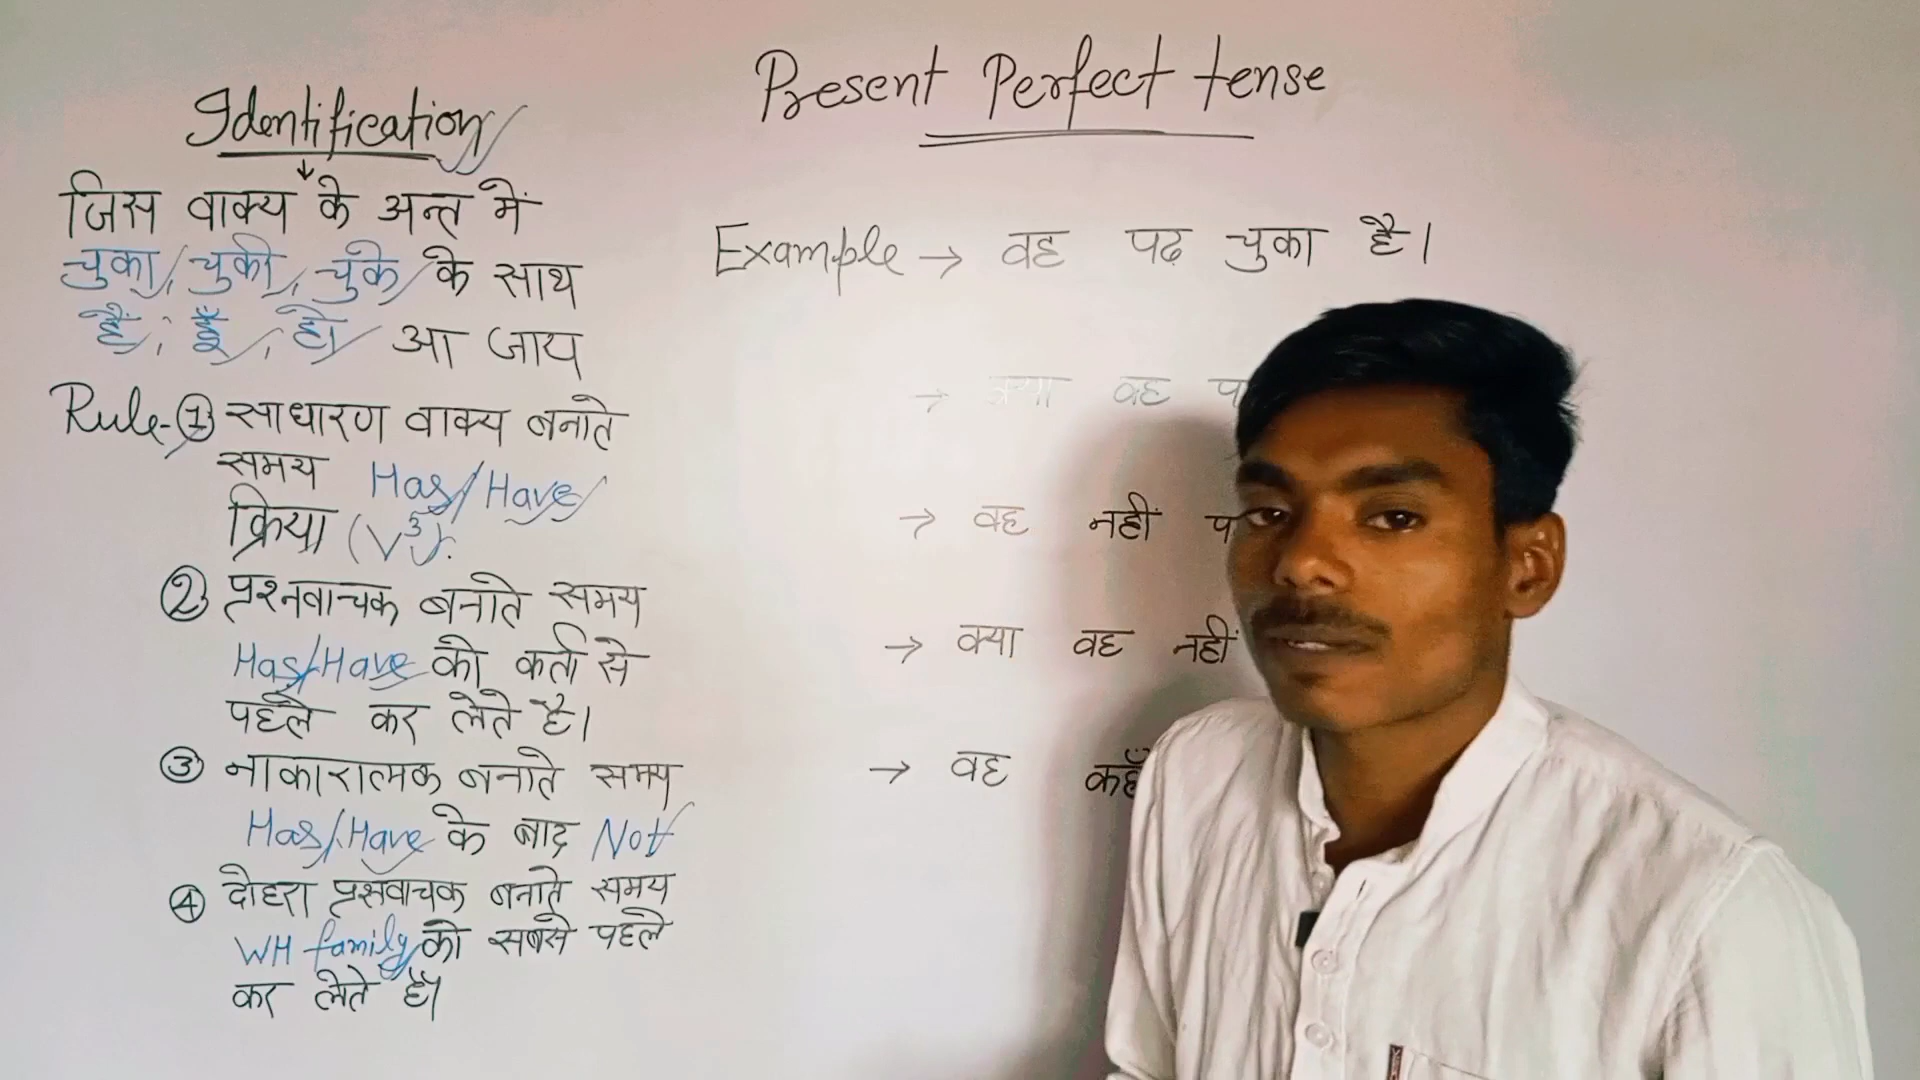 Present Perfect tense
Identification
जिस वाक्य के अन्त में
चुका, चुकी, चुके के साथ
हैं, हूँ, हो आ जाय
Rule-① साधारण वाक्य बनाते
समय Has/Have
क्रिया (V³).
② प्रश्नवाचक बनाते समय
Has/Have को कर्ता से
पहले कर लेते है।
③ नाकारात्मक बनाते समय
Has/Have के बाद Not
④ दोहरा प्रश्नवाचक बनाते समय
WH family को सबसे पहले
कर लेते है।
Example → वह पढ़ चुका है।
→ क्या वह
→ वह नहीं
→ क्या वह नहीं
→ वह कहाँ